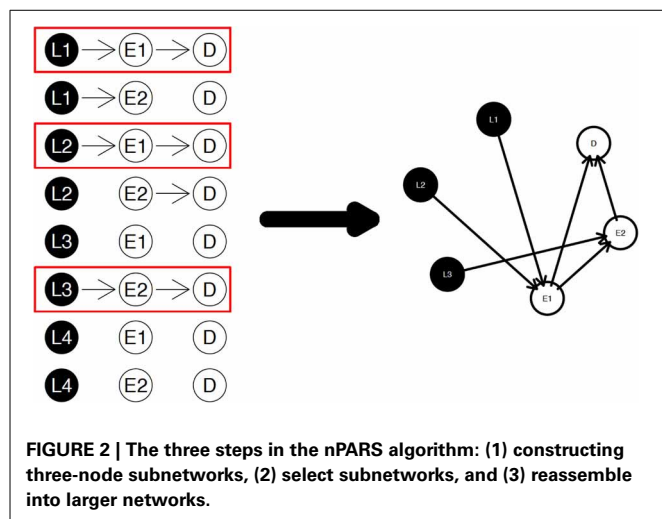 L1 E1 D
L1 E2 D
L2 E1 D
L2 E2 D
L3 E1 D
L3 E2 D
L4 E1 D
L4 E2 D
L1
D
L2
E2
L3
E1
FIGURE 2 | The three steps in the nPARS algorithm: (1) constructing
three-node subnetworks, (2) select subnetworks, and (3) reassemble
into larger networks.